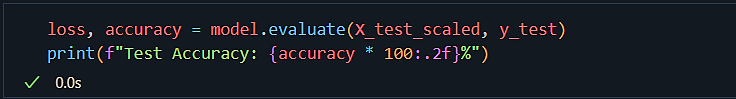 loss, accuracy = model.evaluate(X_test_scaled, y_test)
print(f"Test Accuracy: {accuracy * 100:.2f}%")
✓ 0.0s